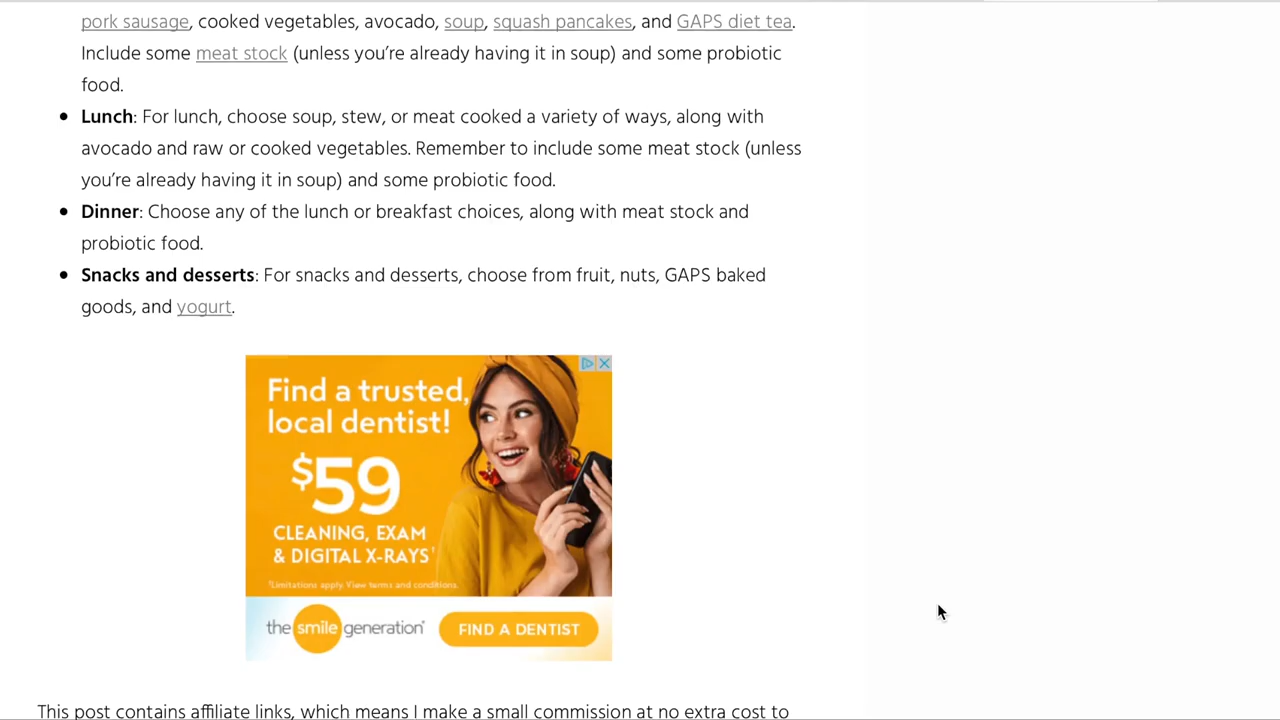 pork sausage, cooked vegetables, avocado, soup, squash pancakes, and GAPS diet tea.
Include some meat stock (unless you’re already having it in soup) and some probiotic
food.
• Lunch: For lunch, choose soup, stew, or meat cooked a variety of ways, along with
avocado and raw or cooked vegetables. Remember to include some meat stock (unless
you’re already having it in soup) and some probiotic food.
• Dinner: Choose any of the lunch or breakfast choices, along with meat stock and
probiotic food.
• Snacks and desserts: For snacks and desserts, choose from fruit, nuts, GAPS baked
goods, and yogurt.
Find a trusted,
local dentist!
$59
CLEANING, EXAM
& DIGITAL X-RAYS†
†Limitations apply. View terms and conditions.
the smile generation®
FIND A DENTIST
This post contains affiliate links, which means I make a small commission at no extra cost to